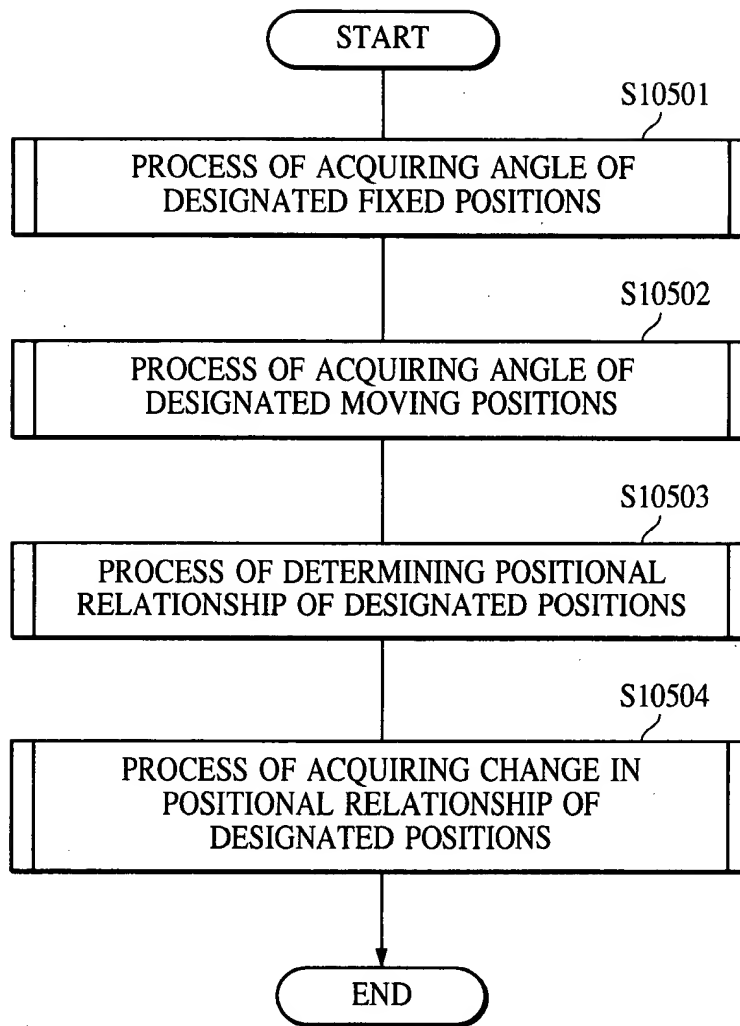 START
S10501
PROCESS OF ACQUIRING ANGLE OF
DESIGNATED FIXED POSITIONS
S10502
PROCESS OF ACQUIRING ANGLE OF
DESIGNATED MOVING POSITIONS
S10503
PROCESS OF DETERMINING POSITIONAL
RELATIONSHIP OF DESIGNATED POSITIONS
S10504
PROCESS OF ACQUIRING CHANGE IN
POSITIONAL RELATIONSHIP OF
DESIGNATED POSITIONS
END